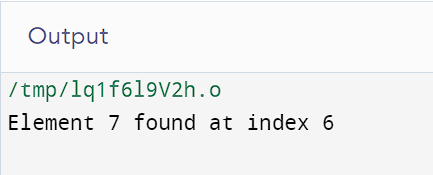 Output
/tmp/lq1f6l9V2h.o
Element 7 found at index 6